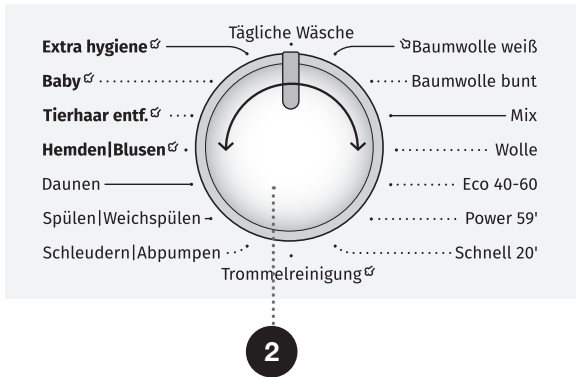 Tägliche Wäsche
Extra hygiene
Baumwolle weiß
Baby
Baumwolle bunt
Tierhaar entf.
Mix
Hemden|Blusen
Wolle
Daunen
Eco 40-60
Spülen|Weichspülen
Power 59'
Schleudern|Abpumpen
Schnell 20'
Trommelreinigung
2